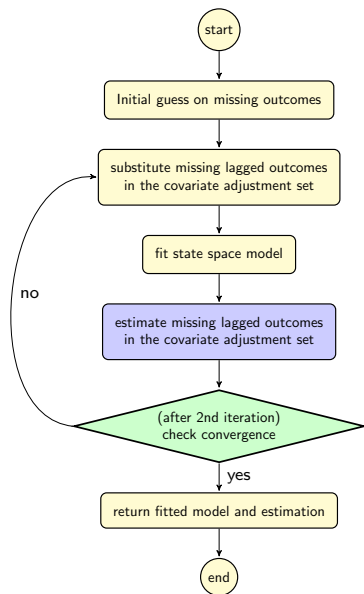 start
Initial guess on missing outcomes
substitute missing lagged outcomes
in the covariate adjustment set
fit state space model
no
estimate missing lagged outcomes
in the covariate adjustment set
(after 2nd iteration)
check convergence
yes
return fitted model and estimation
end